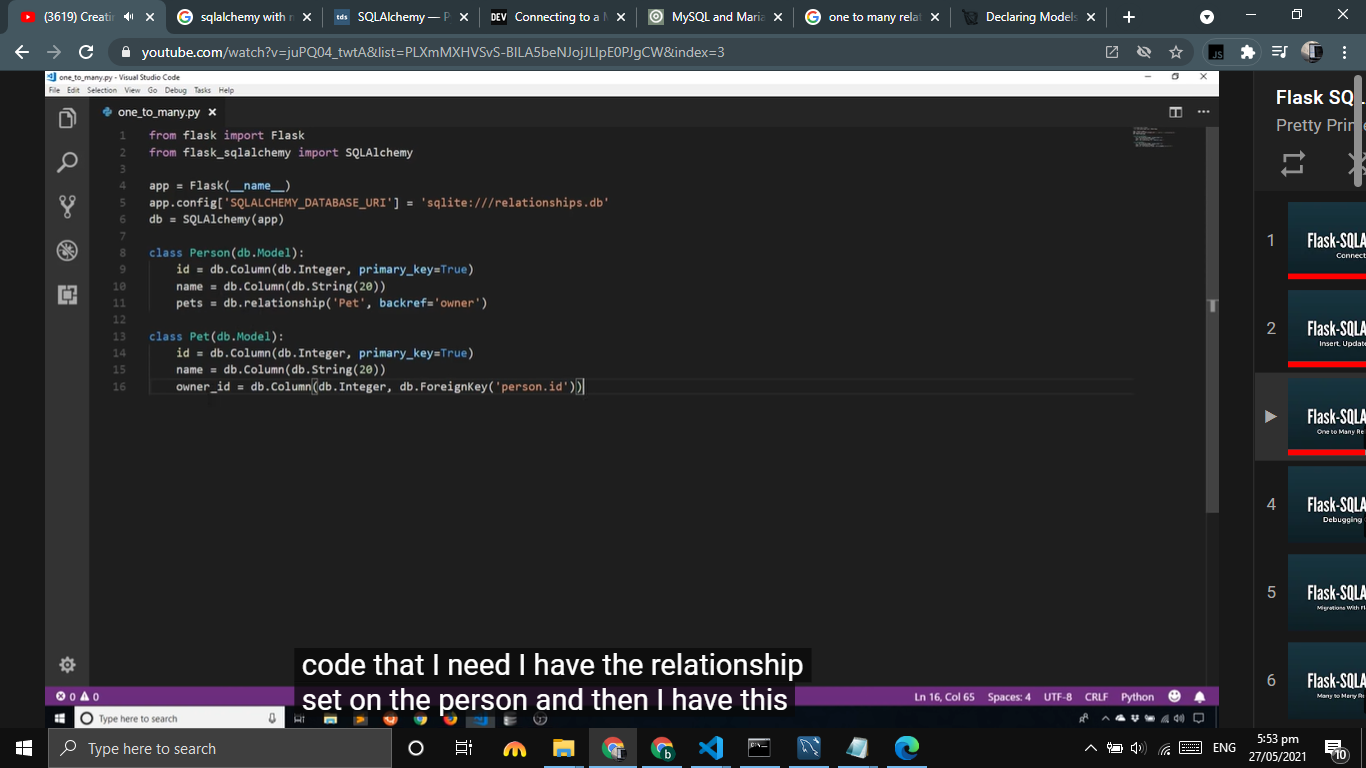 (3619) Creatin
sqlalchemy with r
SQLAlchemy — P
Connecting to a M
MySQL and Maria
one to many relat
Declaring Models
youtube.com/watch?v=juPQ04_twtA&list=PLXmMXHVSvS-BlLA5beNJojJLlpE0PJgCW&index=3
one_to_many.py - Visual Studio Code
File Edit Selection View Go Debug Tasks Help
one_to_many.py
1 from flask import Flask
2 from flask_sqlalchemy import SQLAlchemy
3
4 app = Flask(__name__)
5 app.config['SQLALCHEMY_DATABASE_URI'] = 'sqlite:///relationships.db'
6 db = SQLAlchemy(app)
7
8 class Person(db.Model):
9 id = db.Column(db.Integer, primary_key=True)
10 name = db.Column(db.String(20))
11 pets = db.relationship('Pet', backref='owner')
12
13 class Pet(db.Model):
14 id = db.Column(db.Integer, primary_key=True)
15 name = db.Column(db.String(20))
16 owner_id = db.Column(db.Integer, db.ForeignKey('person.id'))
code that I need I have the relationship
set on the person and then I have this
0 0
Ln 16, Col 65 Spaces: 4 UTF-8 CRLF Python
Type here to search
Flask SQ
Pretty Prin
1 Flask-SQLA
Connect
2 Flask-SQLA
Insert, Update
Flask-SQLA
One to Many Re
4 Flask-SQLA
Debugging
5 Flask-SQLA
Migrations With Fl
6 Flask-SQLA
Many to Many Re
Type here to search
ENG
5:53 pm
27/05/2021
10